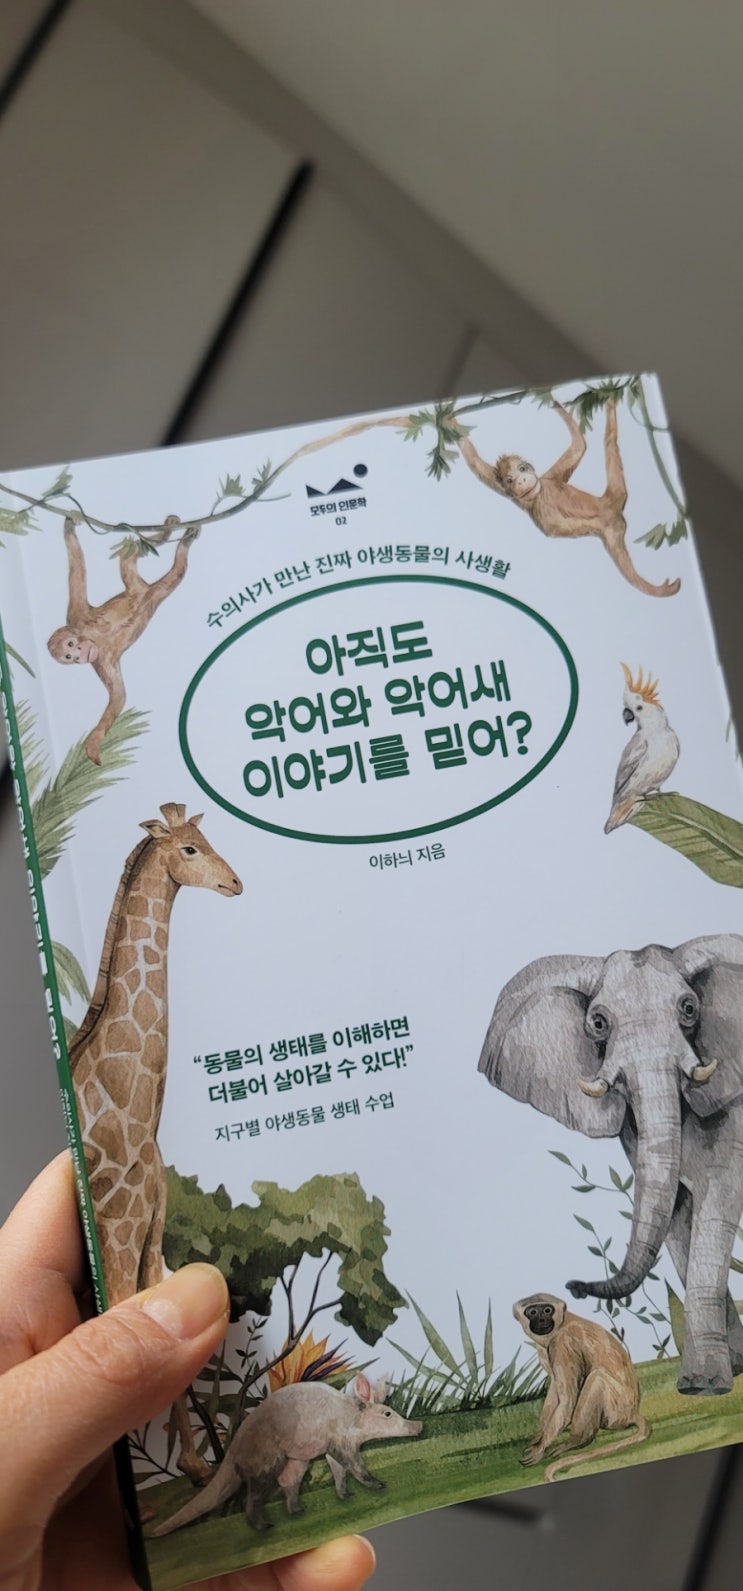 모두의 인문학
02
수의사가 만난 진짜 야생동물의 사생활
아직도
악어와 악어새
이야기를 믿어?
이하늬 지음
“동물의 생태를 이해하면
더불어 살아갈 수 있다!”
지구별 야생동물 생태 수업